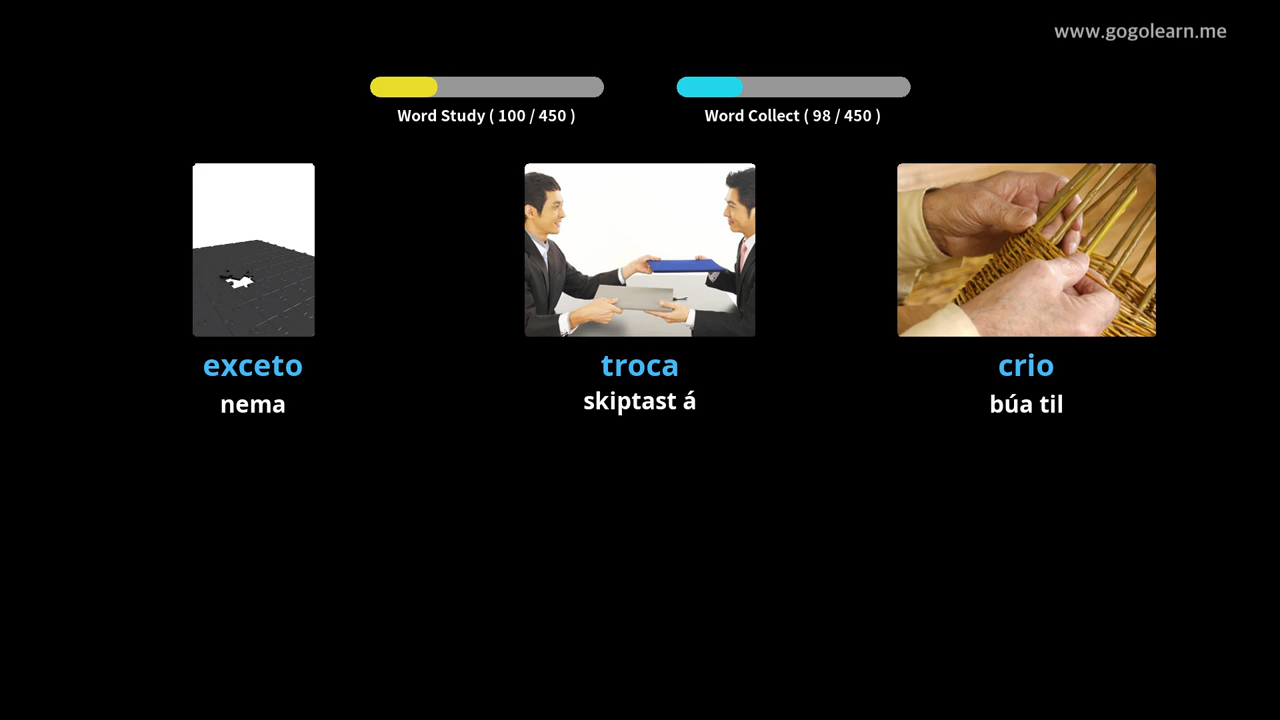 www.gogolearn.me
Word Study ( 100 / 450 )
Word Collect ( 98 / 450 )
exceto
nema
troca
skiptast á
crio
búa til